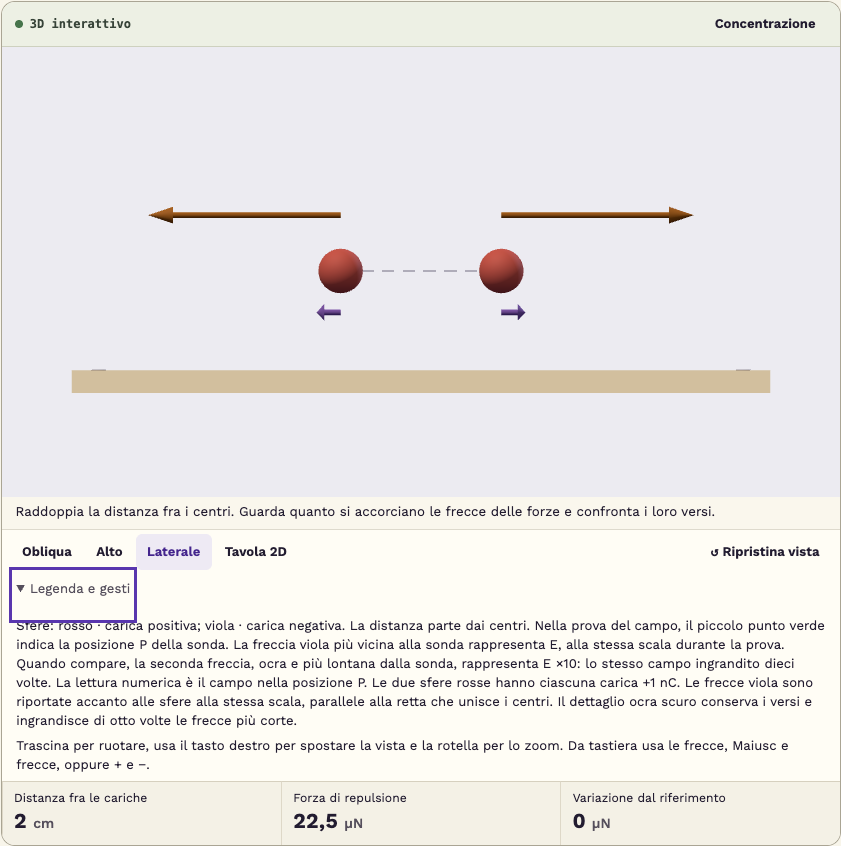 3D interattivo
Concentrazione
Raddoppia la distanza fra i centri. Guarda quanto si accorciano le frecce delle forze e confronta i loro versi.
Obliqua Alto Laterale Tavola 2D ↺ Ripristina vista
▼ Legenda e gesti
Sfere: rosso · carica positiva; viola · carica negativa. La distanza parte dai centri. Nella prova del campo, il piccolo punto verde
indica la posizione P della sonda. La freccia viola più vicina alla sonda rappresenta E, alla stessa scala durante la prova.
Quando compare, la seconda freccia, ocra e più lontana dalla sonda, rappresenta E ×10: lo stesso campo ingrandito dieci
volte. La lettura numerica è il campo nella posizione P. Le due sfere rosse hanno ciascuna carica +1 nC. Le frecce viola sono
riportate accanto alle sfere alla stessa scala, parallele alla retta che unisce i centri. Il dettaglio ocra scuro conserva i versi e
ingrandisce di otto volte le frecce più corte.
Trascina per ruotare, usa il tasto destro per spostare la vista e la rotella per lo zoom. Da tastiera usa le frecce, Maiusc e
frecce, oppure + e −.
Distanza fra le cariche
2 cm
Forza di repulsione
22,5 µN
Variazione dal riferimento
0 µN